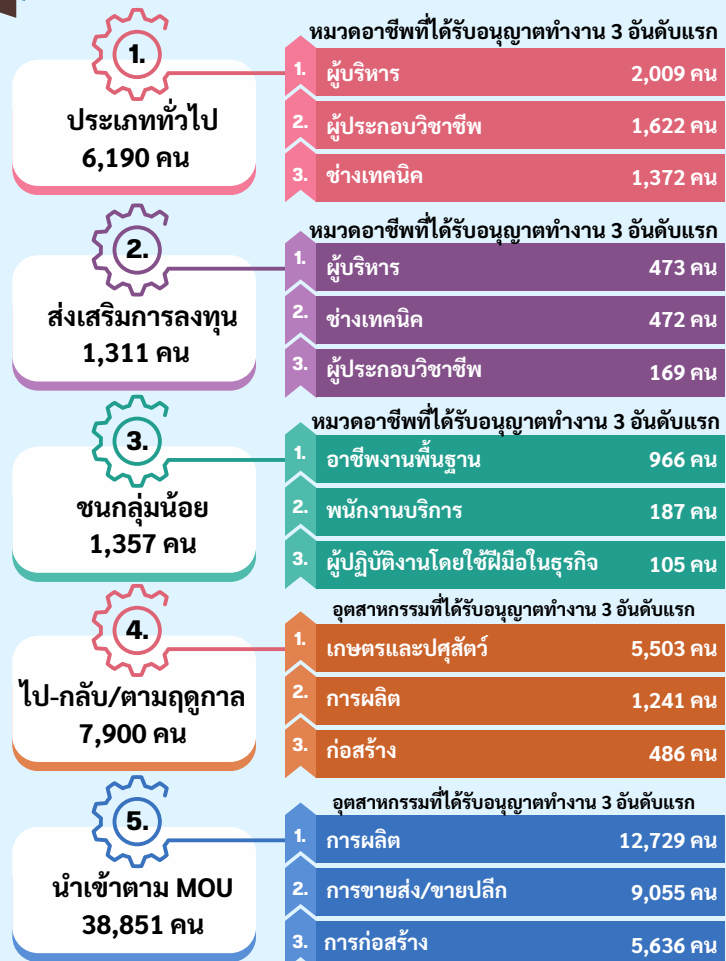 1.
ประเภททั่วไป
6,190 คน
หมวดอาชีพที่ได้รับอนุญาตทำงาน 3 อันดับแรก
1. ผู้บริหาร 2,009 คน
2. ผู้ประกอบวิชาชีพ 1,622 คน
3. ช่างเทคนิค 1,372 คน
2.
ส่งเสริมการลงทุน
1,311 คน
หมวดอาชีพที่ได้รับอนุญาตทำงาน 3 อันดับแรก
1. ผู้บริหาร 473 คน
2. ช่างเทคนิค 472 คน
3. ผู้ประกอบวิชาชีพ 169 คน
3.
ชนกลุ่มน้อย
1,357 คน
หมวดอาชีพที่ได้รับอนุญาตทำงาน 3 อันดับแรก
1. อาชีพงานพื้นฐาน 966 คน
2. พนักงานบริการ 187 คน
3. ผู้ปฏิบัติงานโดยใช้ฝีมือในธุรกิจ 105 คน
4.
ไป-กลับ/ตามฤดูกาล
7,900 คน
อุตสาหกรรมที่ได้รับอนุญาตทำงาน 3 อันดับแรก
1. เกษตรและปศุสัตว์ 5,503 คน
2. การผลิต 1,241 คน
3. ก่อสร้าง 486 คน
5.
นำเข้าตาม MOU
38,851 คน
อุตสาหกรรมที่ได้รับอนุญาตทำงาน 3 อันดับแรก
1. การผลิต 12,729 คน
2. การขายส่ง/ขายปลีก 9,055 คน
3. การก่อสร้าง 5,636 คน